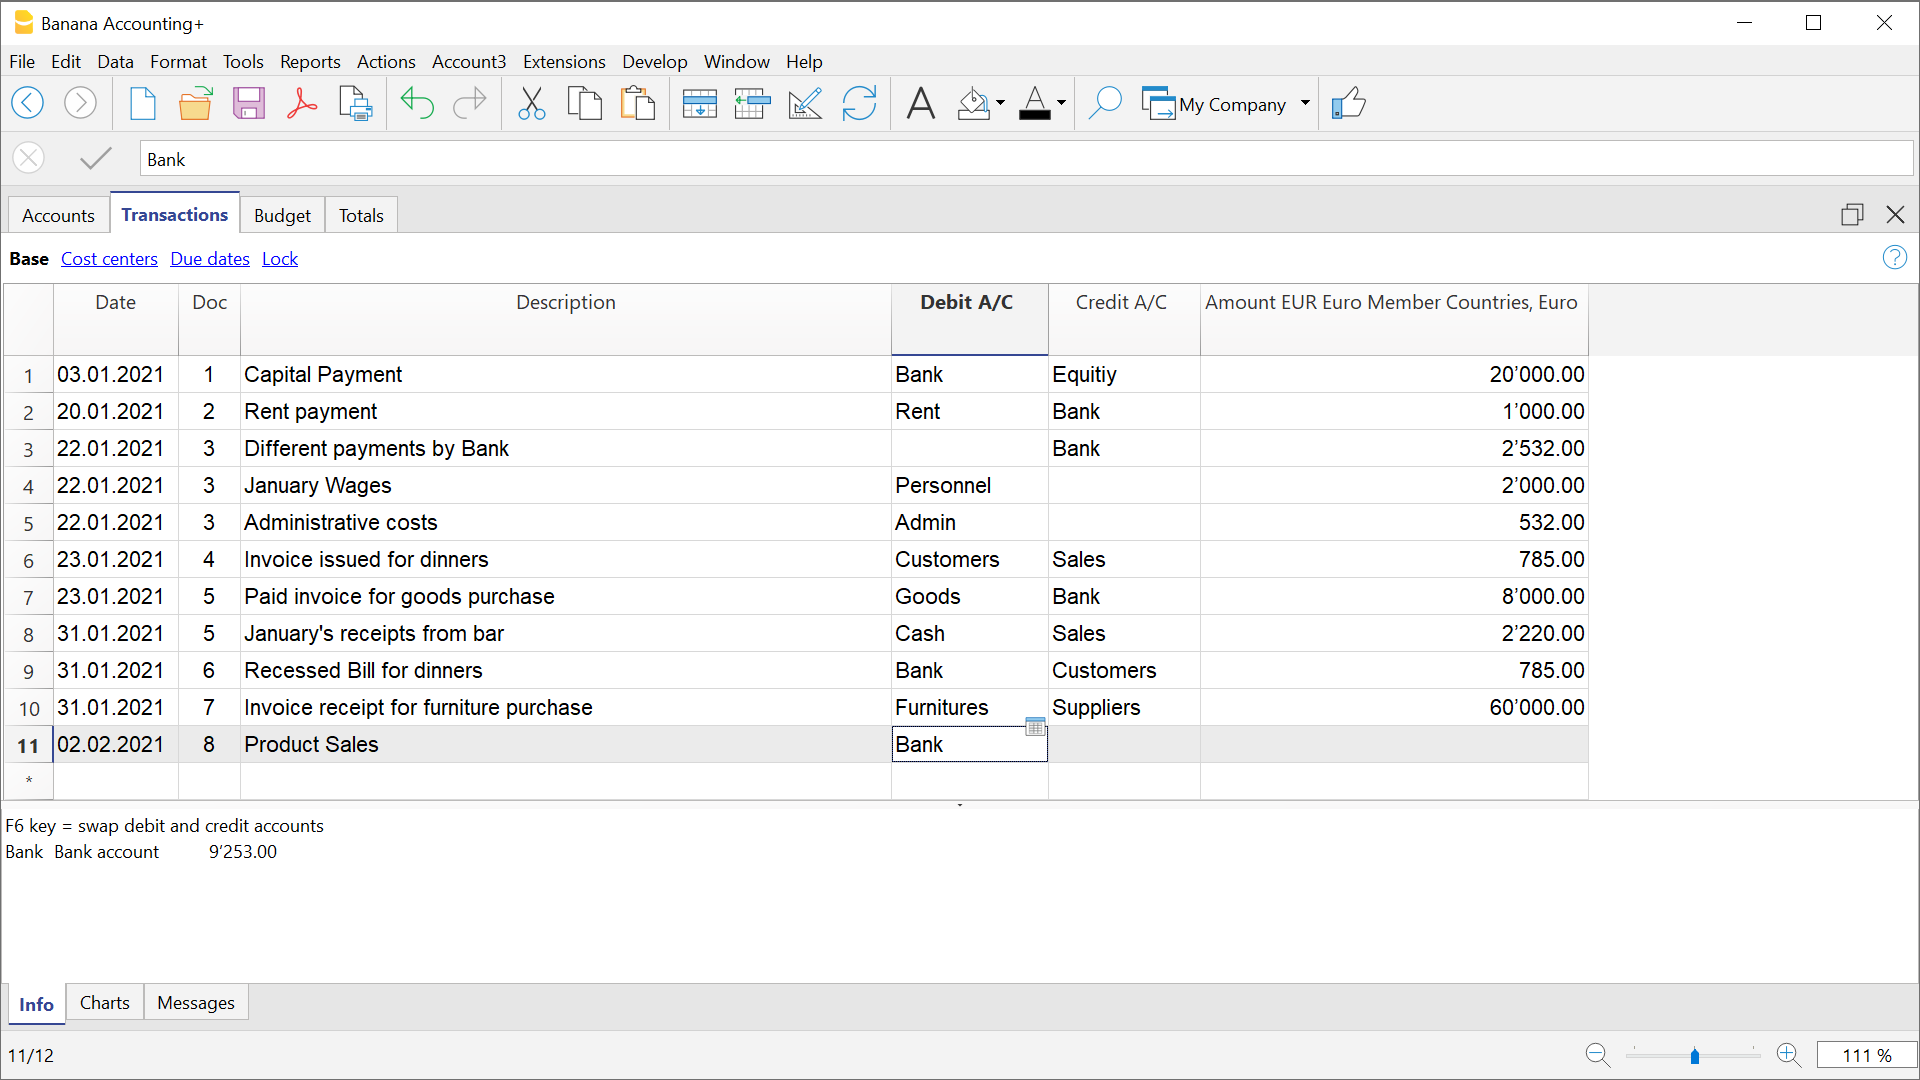 Banana Accounting+
File Edit Data Format Tools Reports Actions Account3 Extensions Develop Window Help
A A My Company
Bank
Accounts Transactions Budget Totals
Base Cost centers Due dates Lock ?
Date Doc Description Debit A/C Credit A/C Amount EUR Euro Member Countries, Euro
1 03.01.2021 1 Capital Payment Bank Equitiy 20’000.00
2 20.01.2021 2 Rent payment Rent Bank 1’000.00
3 22.01.2021 3 Different payments by Bank Bank 2’532.00
4 22.01.2021 3 January Wages Personnel 2’000.00
5 22.01.2021 3 Administrative costs Admin 532.00
6 23.01.2021 4 Invoice issued for dinners Customers Sales 785.00
7 23.01.2021 5 Paid invoice for goods purchase Goods Bank 8’000.00
8 31.01.2021 5 January's receipts from bar Cash Sales 2’220.00
9 31.01.2021 6 Recessed Bill for dinners Bank Customers 785.00
10 31.01.2021 7 Invoice receipt for furniture purchase Furnitures Suppliers 60’000.00
11 02.02.2021 8 Product Sales Bank
*
F6 key = swap debit and credit accounts
Bank Bank account 9’253.00
Info Charts Messages
11/12 111 %